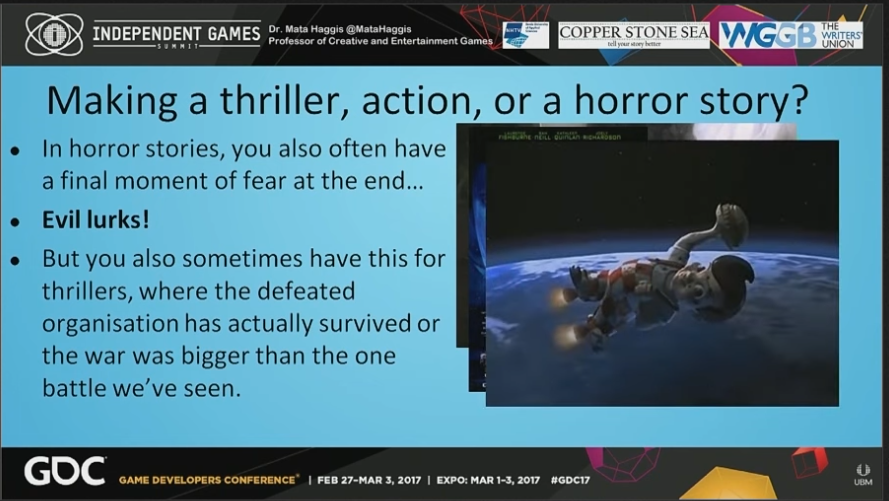 INDEPENDENT GAMES
SUMMIT
Dr. Mata Haggis @MataHaggis
Professor of Creative and Entertainment Games
COPPER STONE SEA
tell your story better
WGGB
THE
WRITERS'
UNION
Making a thriller, action, or a horror story?
• In horror stories, you also often have
a final moment of fear at the end...
• Evil lurks!
• But you also sometimes have this for
thrillers, where the defeated
organisation has actually survived or
the war was bigger than the one
battle we've seen.
FISHBURNE NEILL QUINLAN RICHARDSON
GDC
GAME DEVELOPERS CONFERENCE® | FEB 27-MAR 3, 2017 | EXPO: MAR 1-3, 2017 #GDC17
UBM